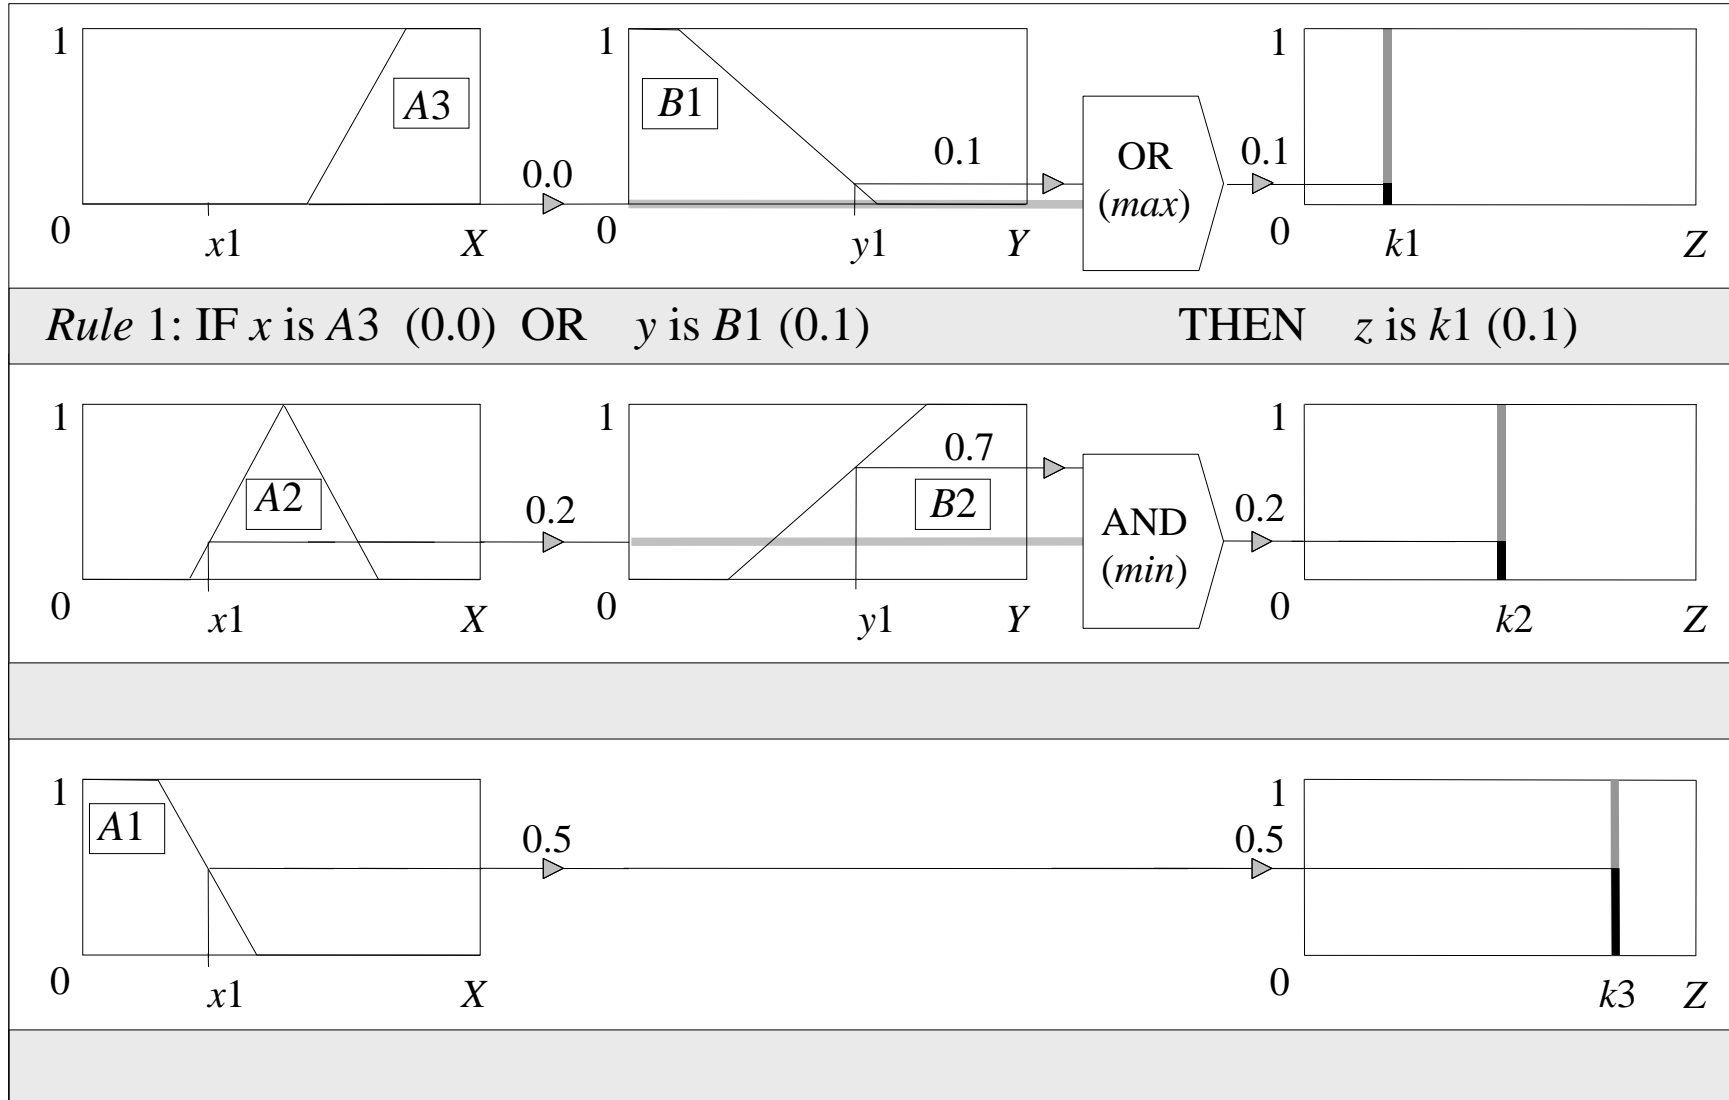 1 A3 1 B1 0.1 OR (max) 0.1 1
0.0
0 x1 X 0 y1 Y 0 k1 Z
Rule 1: IF x is A3 (0.0) OR y is B1 (0.1) THEN z is k1 (0.1)
1 A2 0.2 1 0.7 B2 AND (min) 0.2 1
0 x1 X 0 y1 Y 0 k2 Z
1 A1 0.5 0.5 1
0 x1 X 0 k3 Z